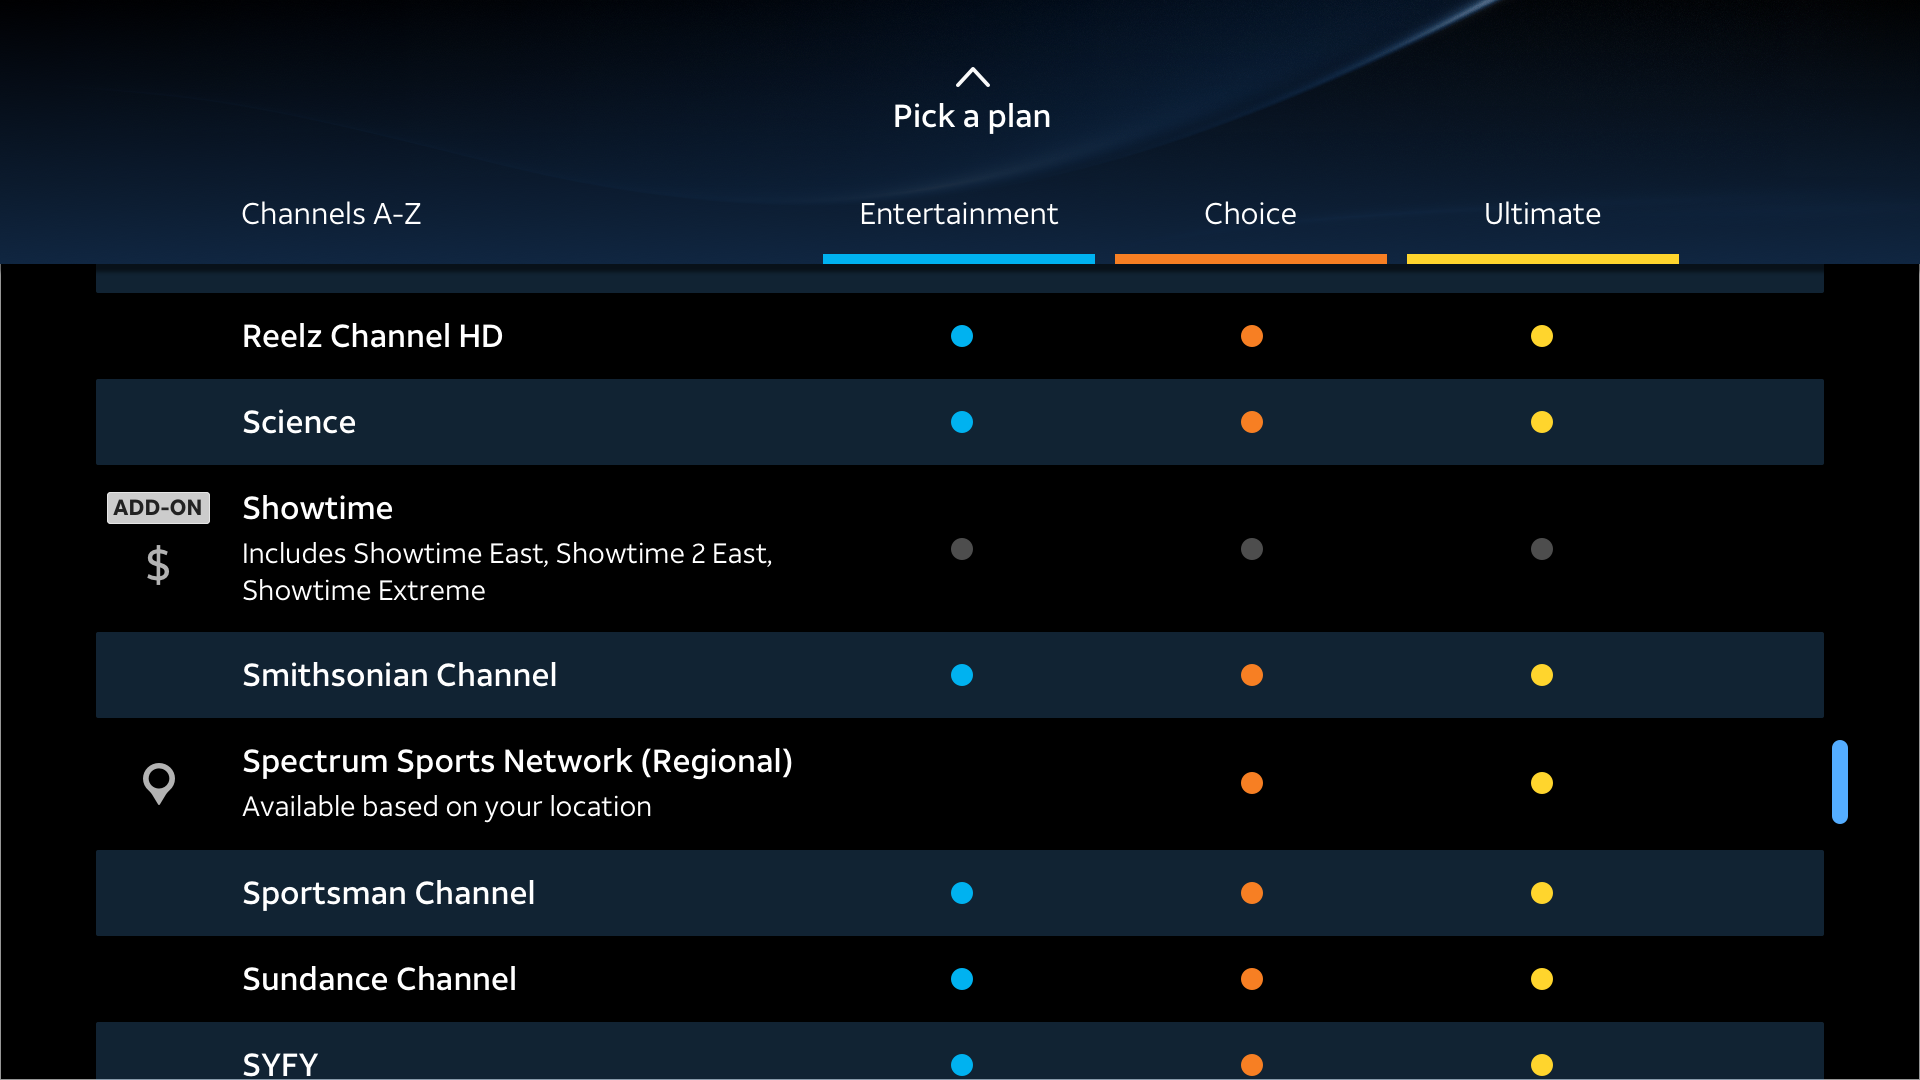 Pick a plan
Channels A-Z
Entertainment
Choice
Ultimate
Reelz Channel HD
Science
ADD-ON
Showtime
$
Includes Showtime East, Showtime 2 East,
Showtime Extreme
Smithsonian Channel
Spectrum Sports Network (Regional)
Available based on your location
Sportsman Channel
Sundance Channel
SYFY